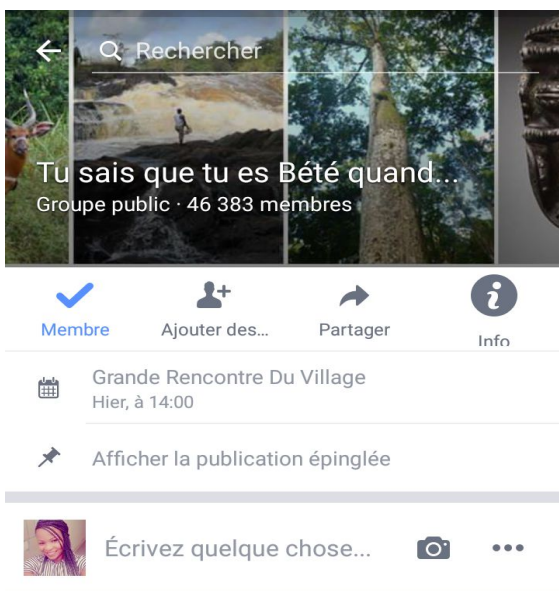 Rechercher
Tu sais que tu es Bété quand...
Groupe public · 46 383 membres
Membre
Ajouter des...
Partager
Info
Grande Rencontre Du Village
Hier, à 14:00
Afficher la publication épinglée
Écrivez quelque chose...